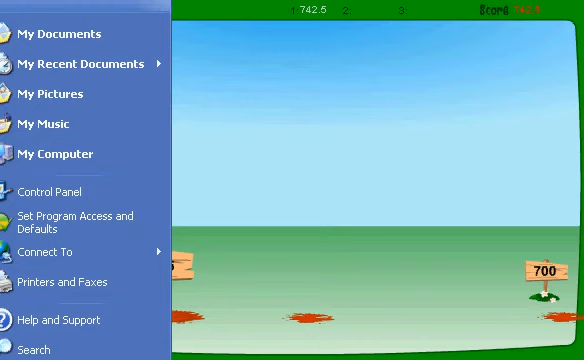 1. 742.5 2. 3. Score 742.5
My Documents
My Recent Documents
My Pictures
My Music
My Computer
Control Panel
Set Program Access and
Defaults
Connect To
Printers and Faxes
Help and Support
Search
700